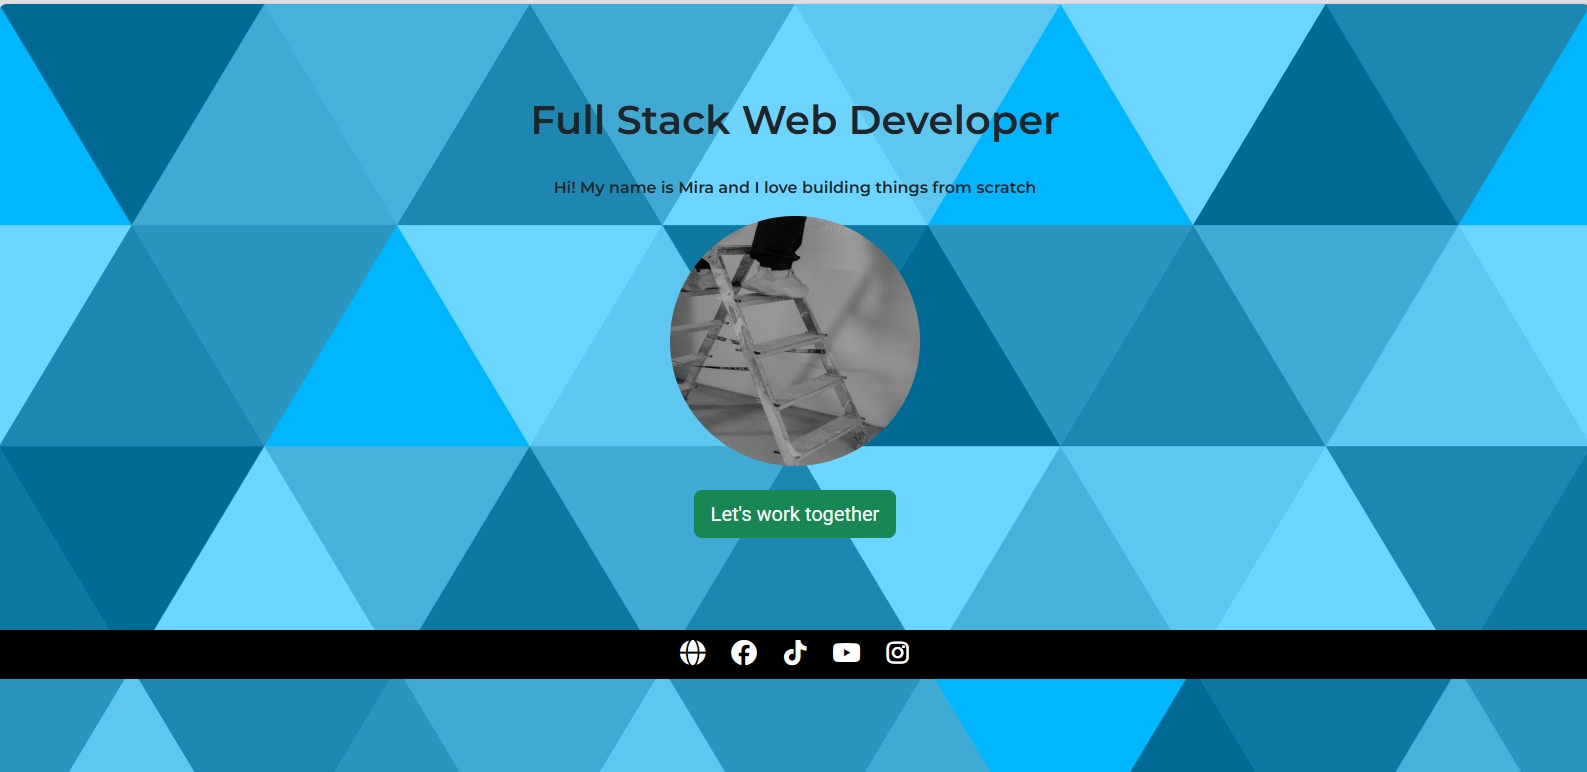 Full Stack Web Developer
Hi! My name is Mira and I love building things from scratch
Let's work together